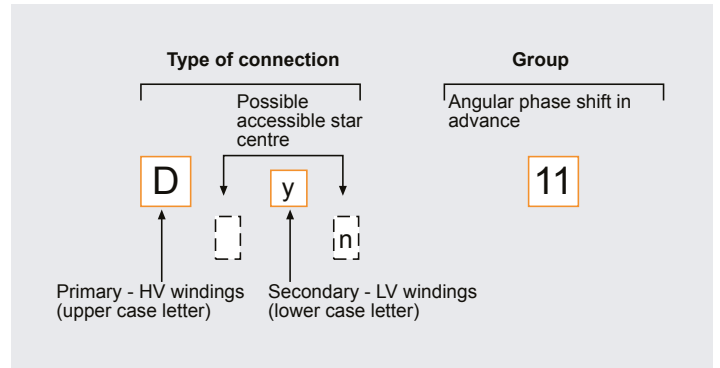 Type of connection
Group
Possible
accessible star
centre
Angular phase shift in
advance
D
y
n
11
Primary - HV windings
(upper case letter)
Secondary - LV windings
(lower case letter)